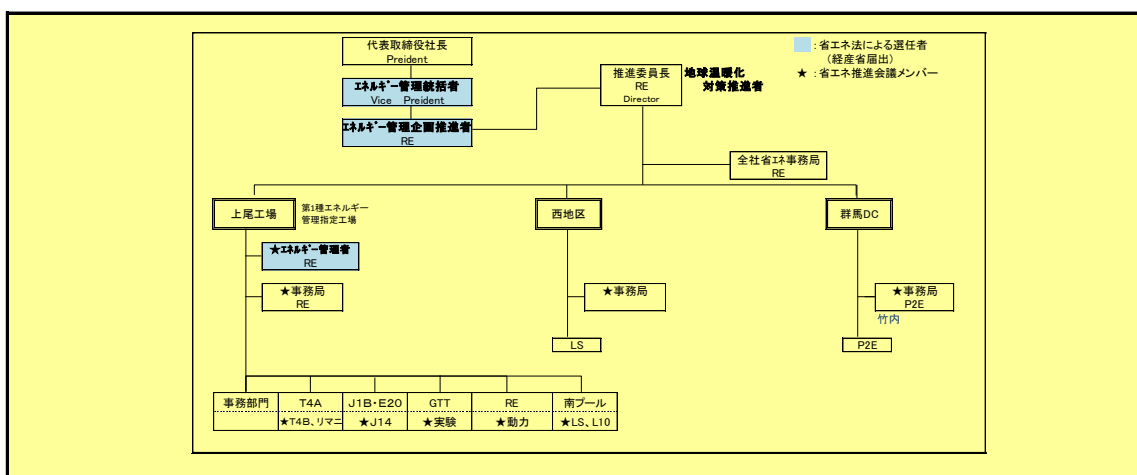 代表取締役社長
Preident
エネルギー管理統括者
Vice Preident
エネルギー管理企画推進者
RE
推進委員長
RE
Director
地球温暖化
対策推進者
:省エネ法による選任者
(経産省届出)
★:省エネ推進会議メンバー
全社省エネ事務局
RE
上尾工場
第1種エネルギー
管理指定工場
★エネルギー管理者
RE
★事務局
RE
西地区
★事務局
LS
群馬DC
★事務局
P2E
竹内
P2E
事務部門 T4A J1B・E20 GTT RE 南プール
★T4B、リマニ ★J14 ★実験 ★動力 ★LS、L10